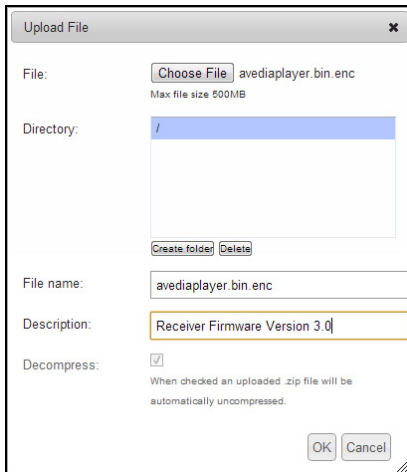 Upload File
File: Choose File avediaplayer.bin.enc
Max file size 500MB
Directory: /
Create folder Delete
File name: avediaplayer.bin.enc
Description: Receiver Firmware Version 3.0
Decompress:
When checked an uploaded .zip file will be
automatically uncompressed.
OK Cancel